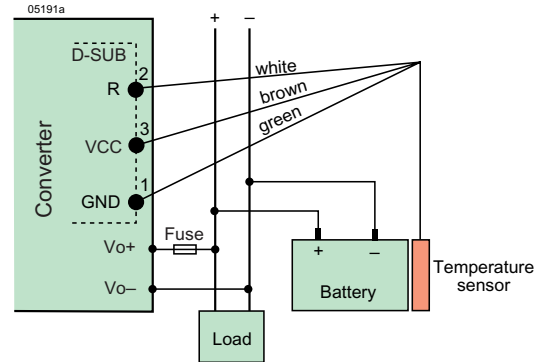 05191a
+ –
D-SUB
2
R
white
brown
3
VCC
green
1
GND
Converter
Fuse
Vo+
Vo–
+ –
Battery
Temperature
sensor
Load